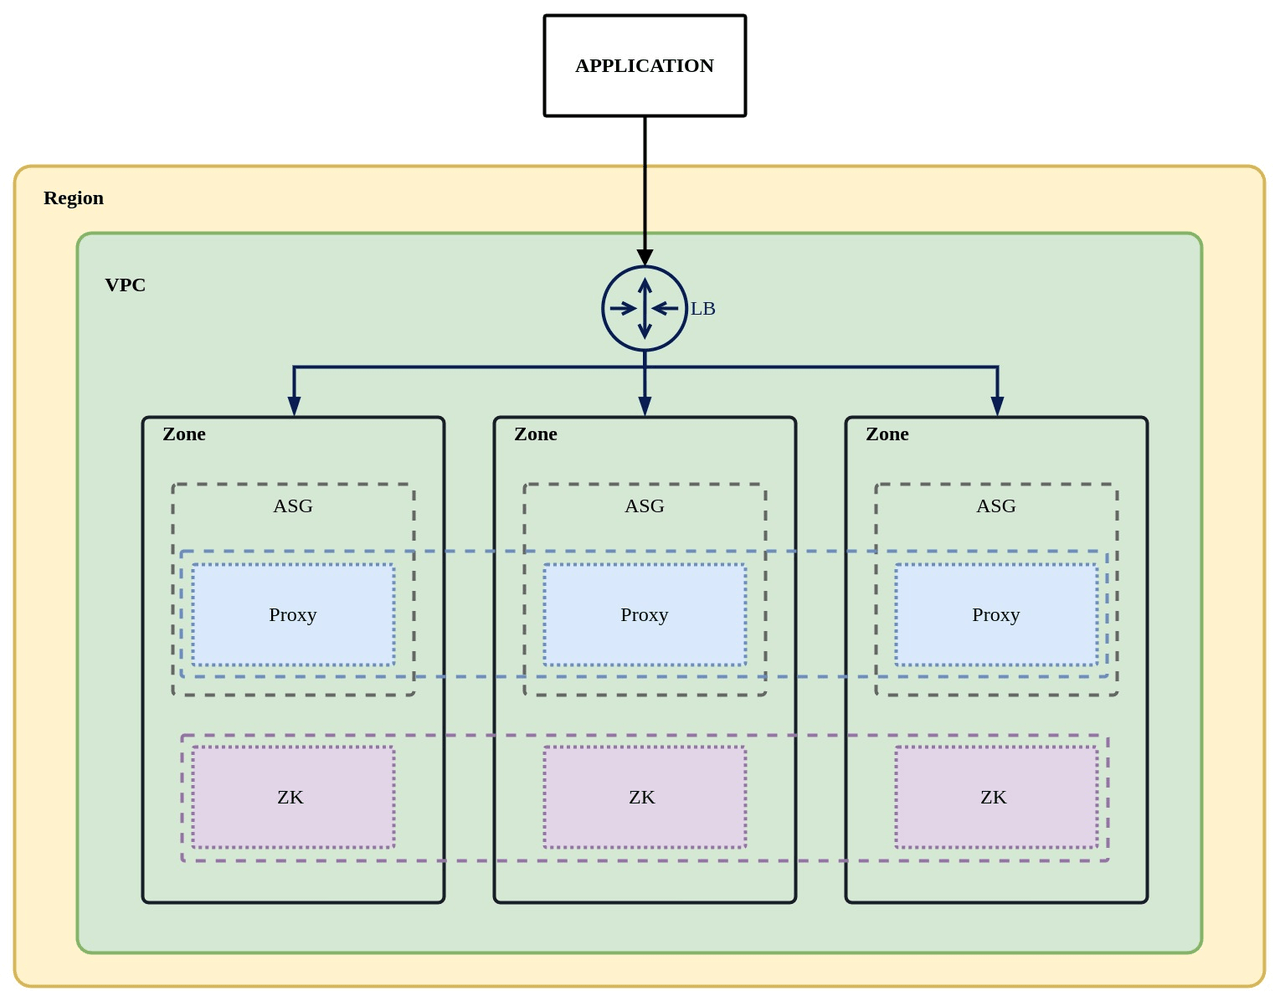 APPLICATION
Region
VPC
LB
Zone
Zone
Zone
ASG
ASG
ASG
Proxy
Proxy
Proxy
ZK
ZK
ZK